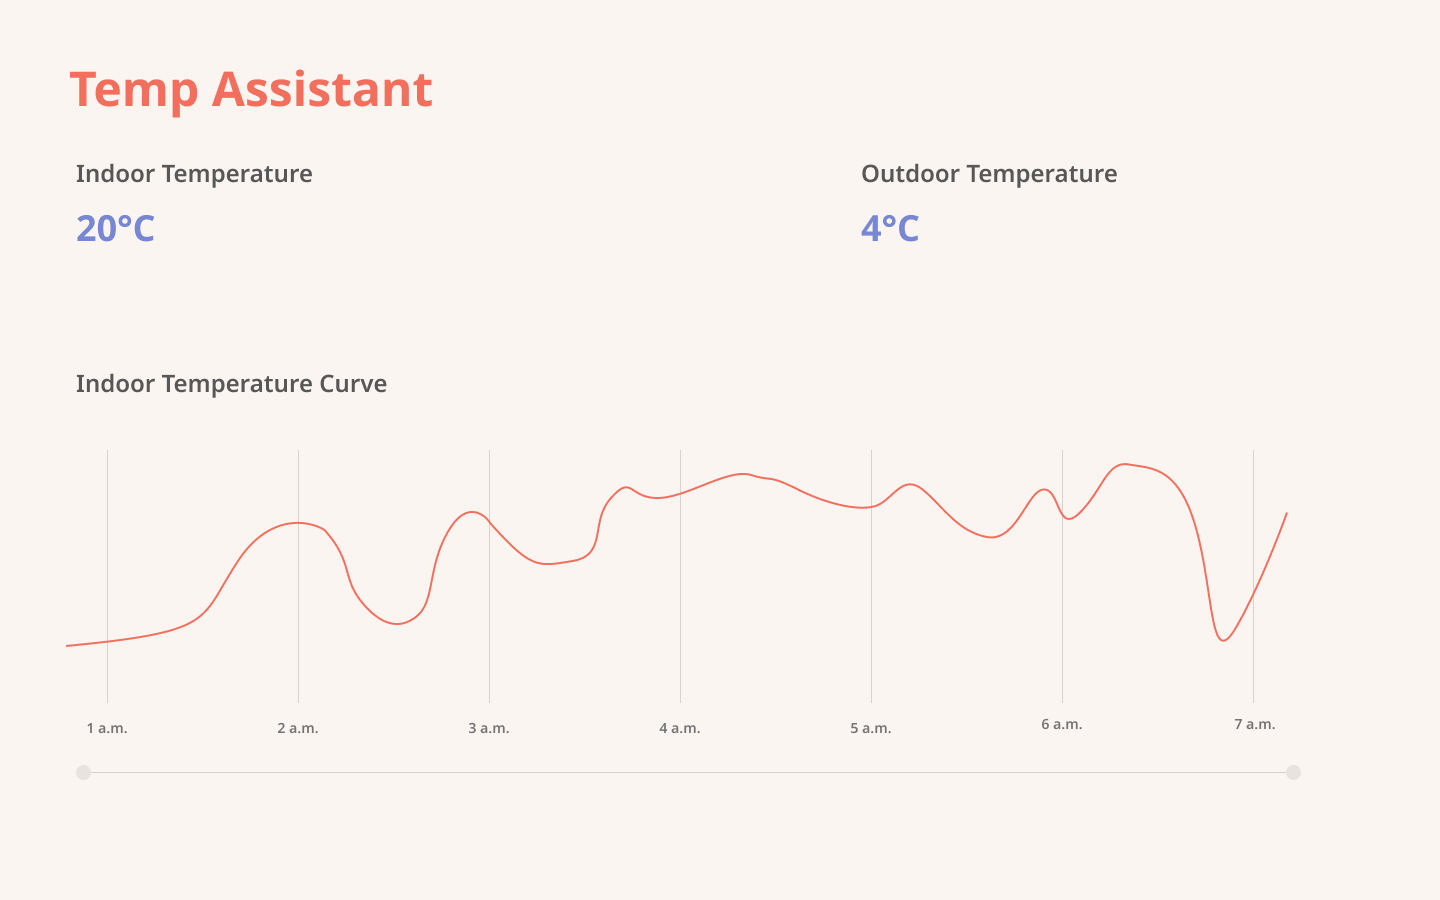 Temp Assistant
Indoor Temperature
Outdoor Temperature
20°C
4°C
Indoor Temperature Curve
1 a.m.
2 a.m.
3 a.m.
4 a.m.
5 a.m.
6 a.m.
7 a.m.